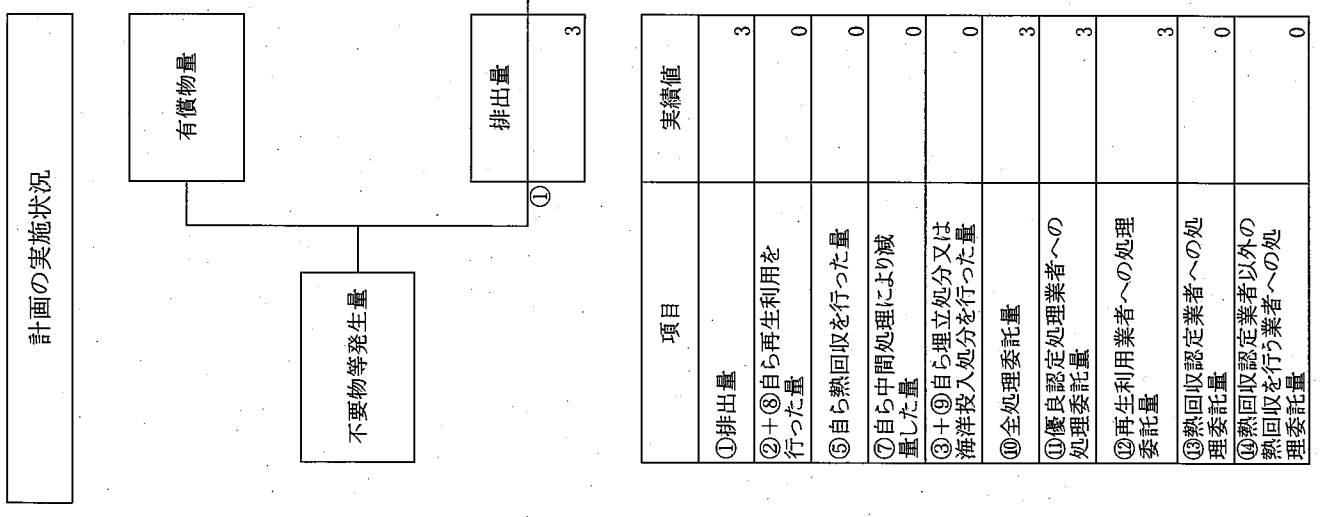 計画の実施状況
有償物量
不要物等発生量
排出量
①
3
項目
実績値
①排出量
3
②+⑧自ら再生利用を
行った量
0
⑤自ら熱回収を行った量
0
⑦自ら中間処理により減
量した量
0
③+⑨自ら埋立処分又は
海洋投入処分を行った量
0
⑩全処理委託量
3
⑪優良認定処理業者への
処理委託量
3
⑫再生利用業者への処理
委託量
3
⑬熱回収認定業者への処
理委託量
0
⑭熱回収認定業者以外の
熱回収を行う業者への処
理委託量
0